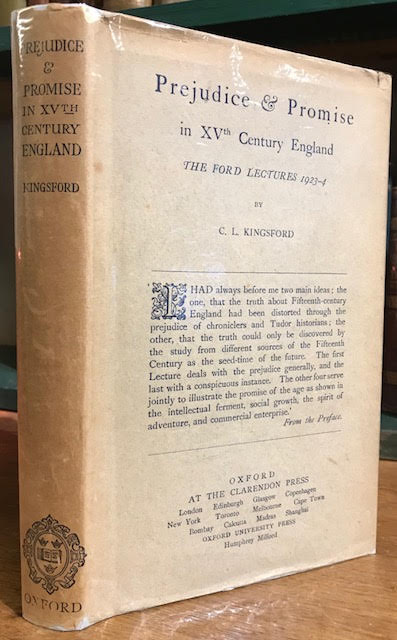 PREJUDICE
&
PROMISE
IN XVTH
CENTURY
ENGLAND
KINGSFORD
OXFORD
Prejudice & Promise
in XVth Century England
THE FORD LECTURES 1923-4
BY
C. L. KINGSFORD
I HAD always before me two main ideas; the
one, that the truth about Fifteenth-century
England had been distorted through the
prejudice of chroniclers and Tudor historians; the
other, that the truth could only be discovered by
the study from different sources of the Fifteenth
Century as the seed-time of the future. The first
Lecture deals with the prejudice generally, and the
last with a conspicuous instance. The other four serve
jointly to illustrate the promise of the age as shown in
the intellectual ferment, social growth, the spirit of
adventure, and commercial enterprise.'
From the Preface.
OXFORD
AT THE CLARENDON PRESS
London Edinburgh Glasgow Copenhagen
New York Toronto Melbourne Cape Town
Bombay Calcutta Madras Shanghai
OXFORD UNIVERSITY PRESS
Humphrey Milford